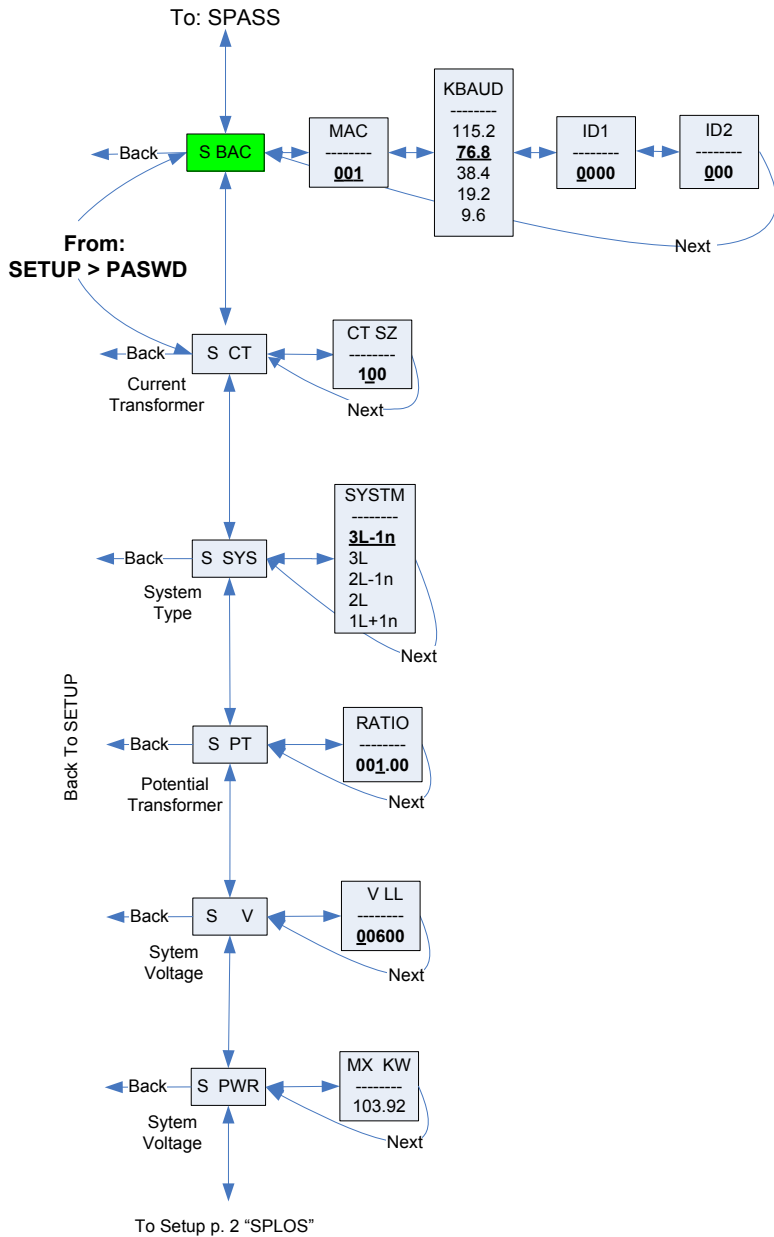 To: SPASS
Back
S BAC
MAC
--------
001
KBAUD
--------
115.2
76.8
38.4
19.2
9.6
ID1
--------
0000
ID2
--------
000
Next
From:
SETUP > PASWD
Back
S CT
Current
Transformer
CT SZ
--------
100
Next
Back
S SYS
System
Type
SYSTM
--------
3L-1n
3L
2L-1n
2L
1L+1n
Next
Back To SETUP
Back
S PT
Potential
Transformer
RATIO
--------
001.00
Next
Back
S V
Sytem
Voltage
V LL
--------
00600
Next
Back
S PWR
Sytem
Voltage
MX KW
--------
103.92
Next
To Setup p. 2 “SPLOS”